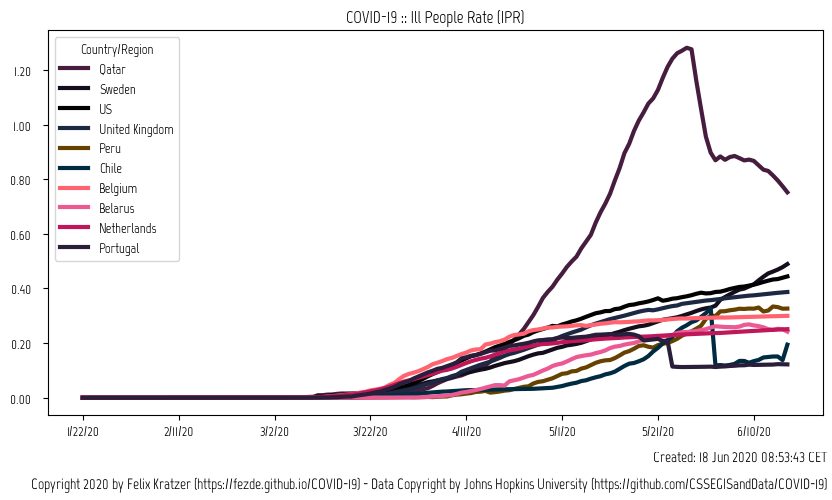 COVID-19 :: Ill People Rate (IPR)
Country/Region
Qatar
Sweden
US
United Kingdom
Peru
Chile
Belgium
Belarus
Netherlands
Portugal
1.20
1.00
0.80
0.60
0.40
0.20
0.00
1/22/20 2/11/20 3/2/20 3/22/20 4/11/20 5/1/20 5/21/20 6/10/20
Created: 18 Jun 2020 08:53:43 CET
Copyright 2020 by Felix Kratzer (https://fezde.github.io/COVID-19) - Data Copyright by Johns Hopkins University (https://github.com/CSSEGISandData/COVID-19)